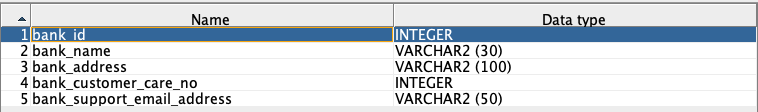 Name Data type
1 bank_id INTEGER
2 bank_name VARCHAR2 (30)
3 bank_address VARCHAR2 (100)
4 bank_customer_care_no INTEGER
5 bank_support_email_address VARCHAR2 (50)